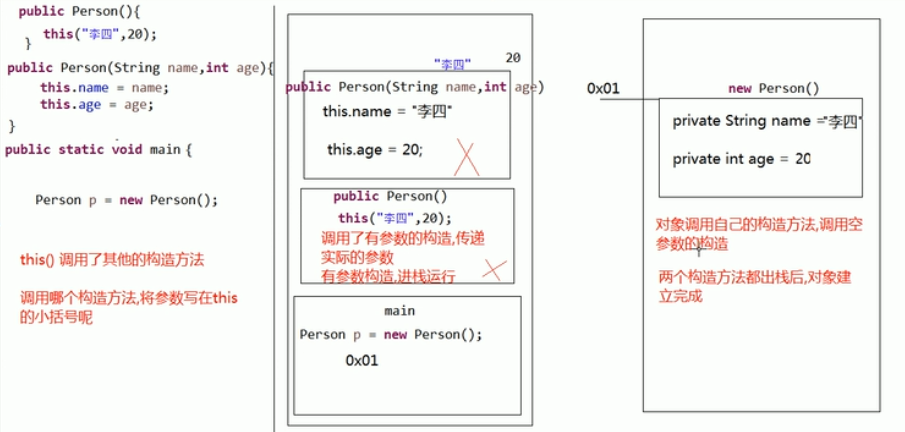 public Person(){
this("李四",20);
}
public Person(String name,int age){
this.name = name;
this.age = age;
}
public static void main {
Person p = new Person();
this() 调用了其他的构造方法
调用哪个构造方法,将参数写在this
的小括号呢
"李四"
20
public Person(String name,int age)
this.name = "李四"
this.age = 20;
public Person()
this("李四",20);
调用了有参数的构造,传递
实际的参数
有参数构造,进栈运行
main
Person p = new Person();
0x01
0x01
new Person()
private String name ="李四"
private int age = 20
对象调用自己的构造方法,调用空
参数的构造
两个构造方法都出栈后,对象建
立完成